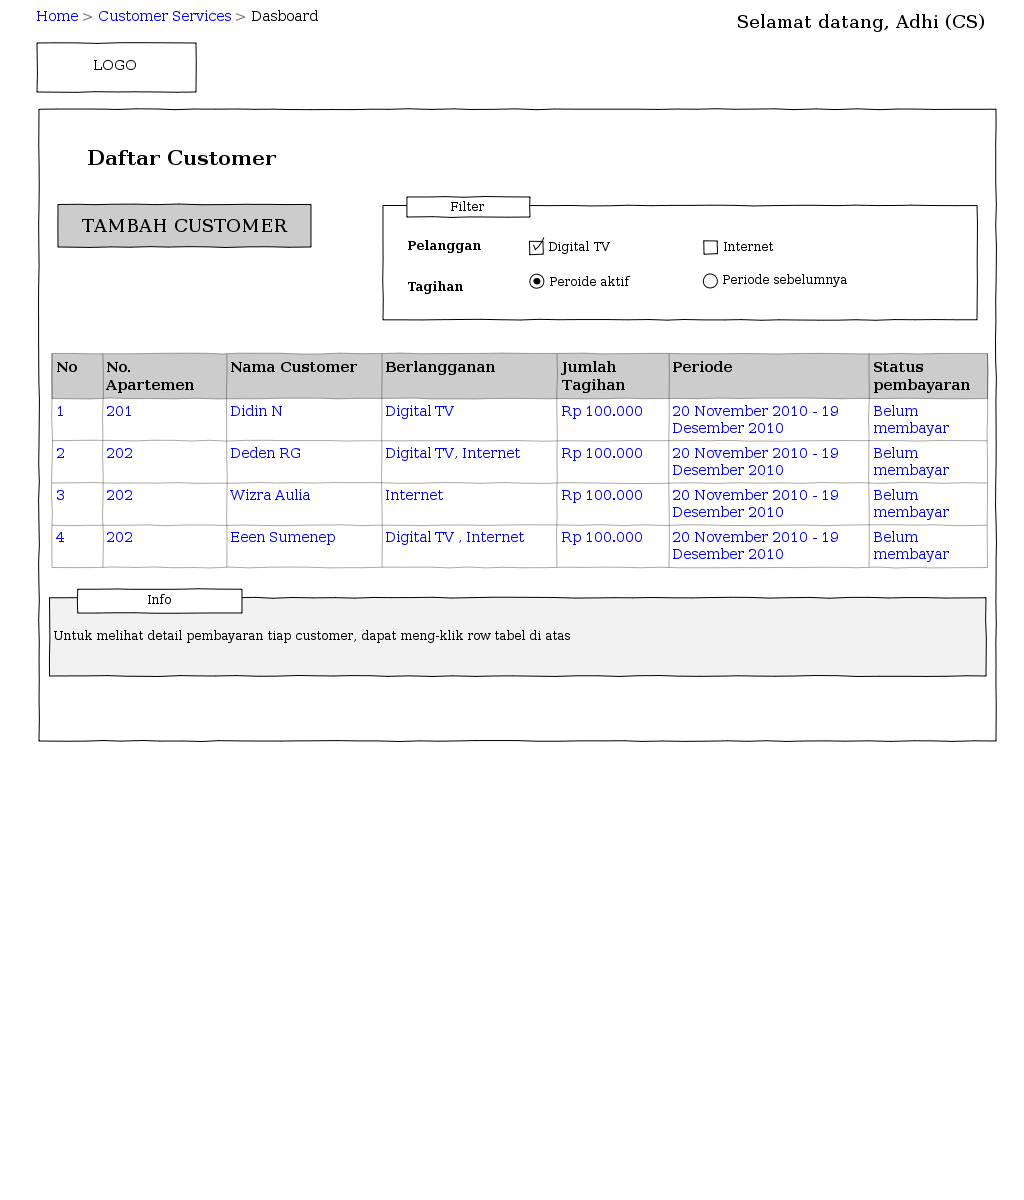 Home > Customer Services > Dasboard
Selamat datang, Adhi (CS)
LOGO
Daftar Customer
TAMBAH CUSTOMER
Filter
Pelanggan Digital TV Internet
Tagihan Peroide aktif Periode sebelumnya
No No. Apartemen Nama Customer Berlangganan Jumlah Tagihan Periode Status pembayaran
1 201 Didin N Digital TV Rp 100.000 20 November 2010 - 19 Desember 2010 Belum membayar
2 202 Deden RG Digital TV, Internet Rp 100.000 20 November 2010 - 19 Desember 2010 Belum membayar
3 202 Wizra Aulia Internet Rp 100.000 20 November 2010 - 19 Desember 2010 Belum membayar
4 202 Eeen Sumenep Digital TV , Internet Rp 100.000 20 November 2010 - 19 Desember 2010 Belum membayar
Info
Untuk melihat detail pembayaran tiap customer, dapat meng-klik row tabel di atas